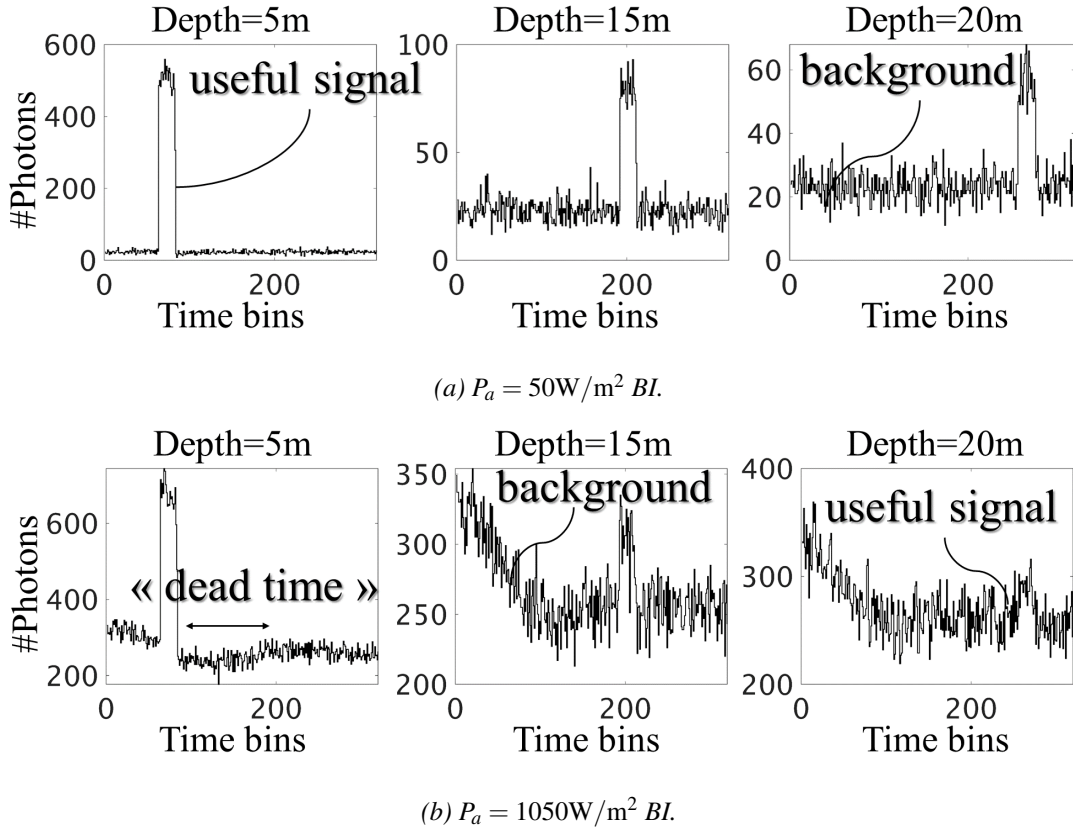 Depth=5m Depth=15m Depth=20m
600
400
200
0
#Photons
useful signal
0 200
Time bins
100
50
0
0 200
Time bins
60
40
20
0
background
0 200
Time bins
(a) Pₐ = 50W/m² BI.
Depth=5m Depth=15m Depth=20m
600
400
200
#Photons
« dead time »
0 200
Time bins
350
300
250
200
background
0 200
Time bins
400
300
200
useful signal
0 200
Time bins
(b) Pₐ = 1050W/m² BI.